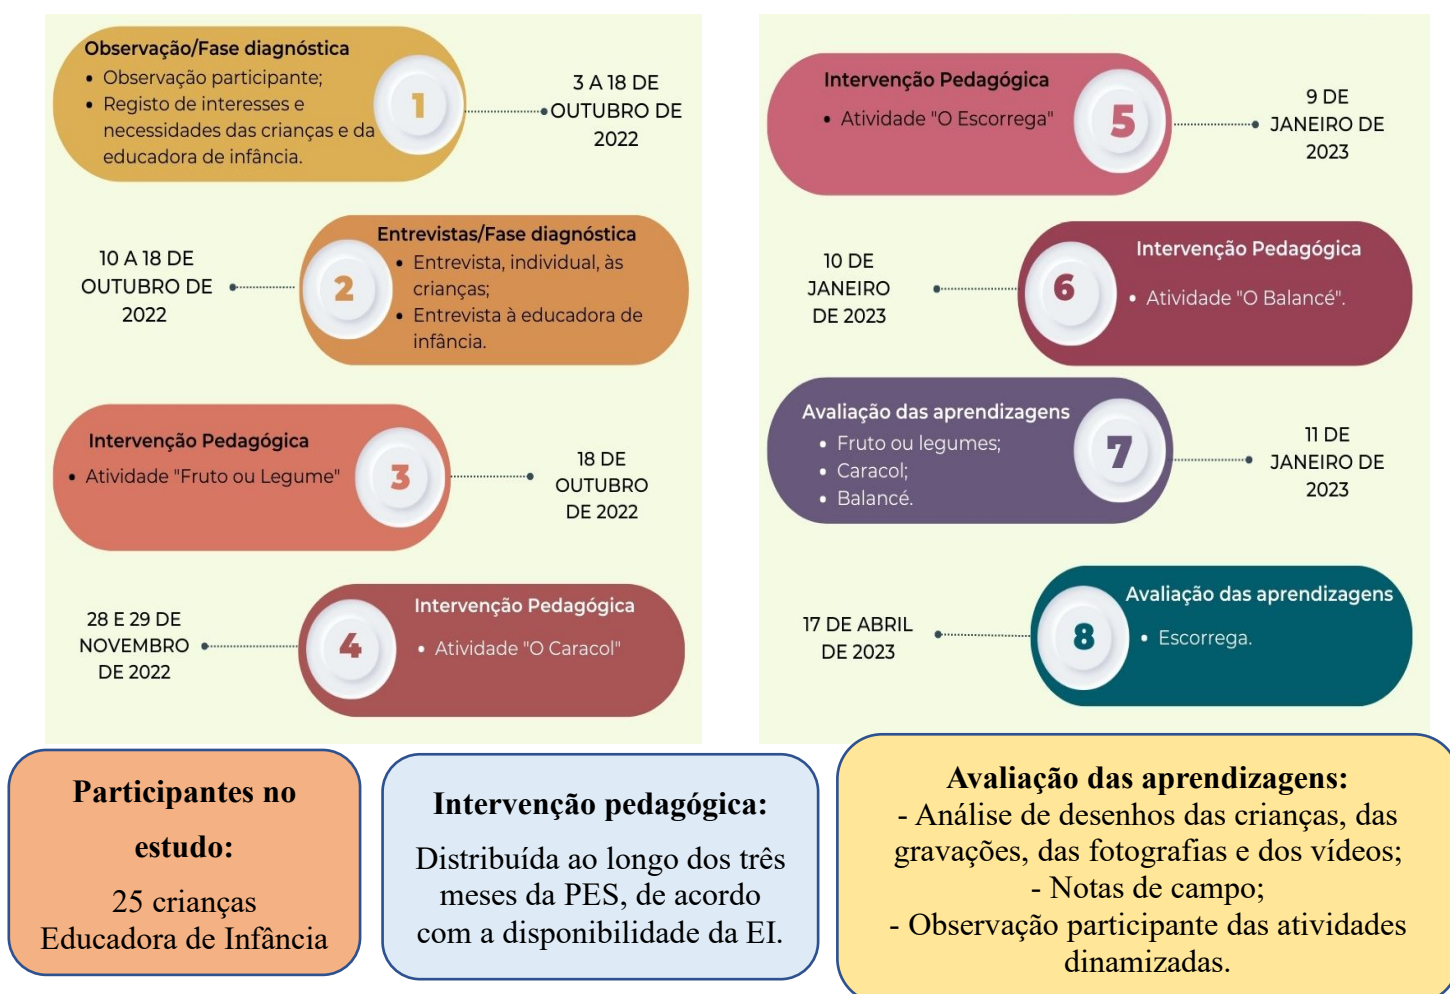 Observação/Fase diagnóstica
• Observação participante;
• Registo de interesses e
necessidades das crianças e da
educadora de infância.
1
3 A 18 DE
OUTUBRO DE
2022
Entrevistas/Fase diagnóstica
• Entrevista, individual, às
crianças;
• Entrevista à educadora de
infância.
2
10 A 18 DE
OUTUBRO DE
2022
Intervenção Pedagógica
• Atividade "Fruto ou Legume"
3
18 DE
OUTUBRO
DE 2022
Intervenção Pedagógica
• Atividade "O Caracol"
4
28 E 29 DE
NOVEMBRO
DE 2022
Intervenção Pedagógica
• Atividade "O Escorrega"
5
9 DE
JANEIRO DE
2023
Intervenção Pedagógica
• Atividade "O Balancé".
6
10 DE
JANEIRO
DE 2023
Avaliação das aprendizagens
• Fruto ou legumes;
• Caracol;
• Balancé.
7
11 DE
JANEIRO DE
2023
Avaliação das aprendizagens
• Escorrega.
8
17 DE ABRIL
DE 2023
Participantes no
estudo:
25 crianças
Educadora de Infância
Intervenção pedagógica:
Distribuída ao longo dos três
meses da PES, de acordo
com a disponibilidade da EI.
Avaliação das aprendizagens:
- Análise de desenhos das crianças, das
gravações, das fotografias e dos vídeos;
- Notas de campo;
- Observação participante das atividades
dinamizadas.